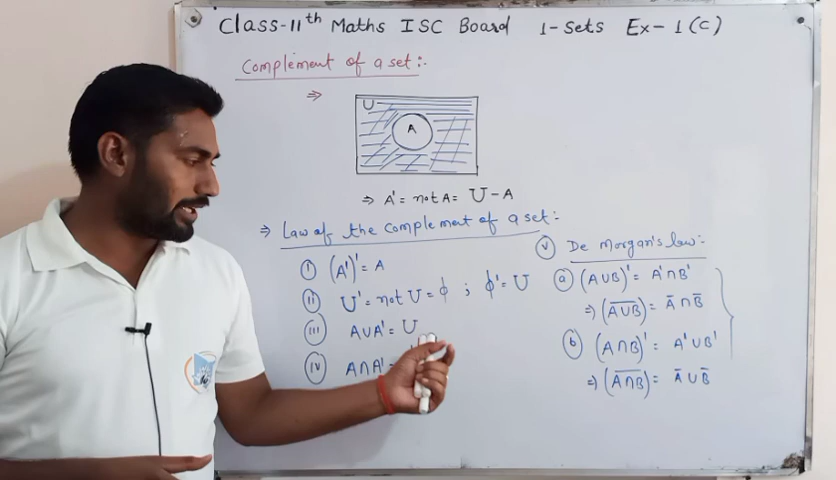 Class-11th Maths ISC Board 1-Sets Ex-1(C)
Complement of a set:-
⇒
U
A
⇒ A' = not A = U - A
⇒ Law of the complement of a set:-
(i) (A')' = A
(ii) U' = not U = ϕ ; ϕ' = U
(iii) A∪A' = U
(iv) A∩A' =
(v) De Morgan's law:-
(a) (A∪B)' = A'∩B'
⇒ (A̅∪̅B̅) = A̅ ∩ B̅
(b) (A∩B)' = A'∪B'
⇒ (A̅∩̅B̅) = A̅ ∪ B̅